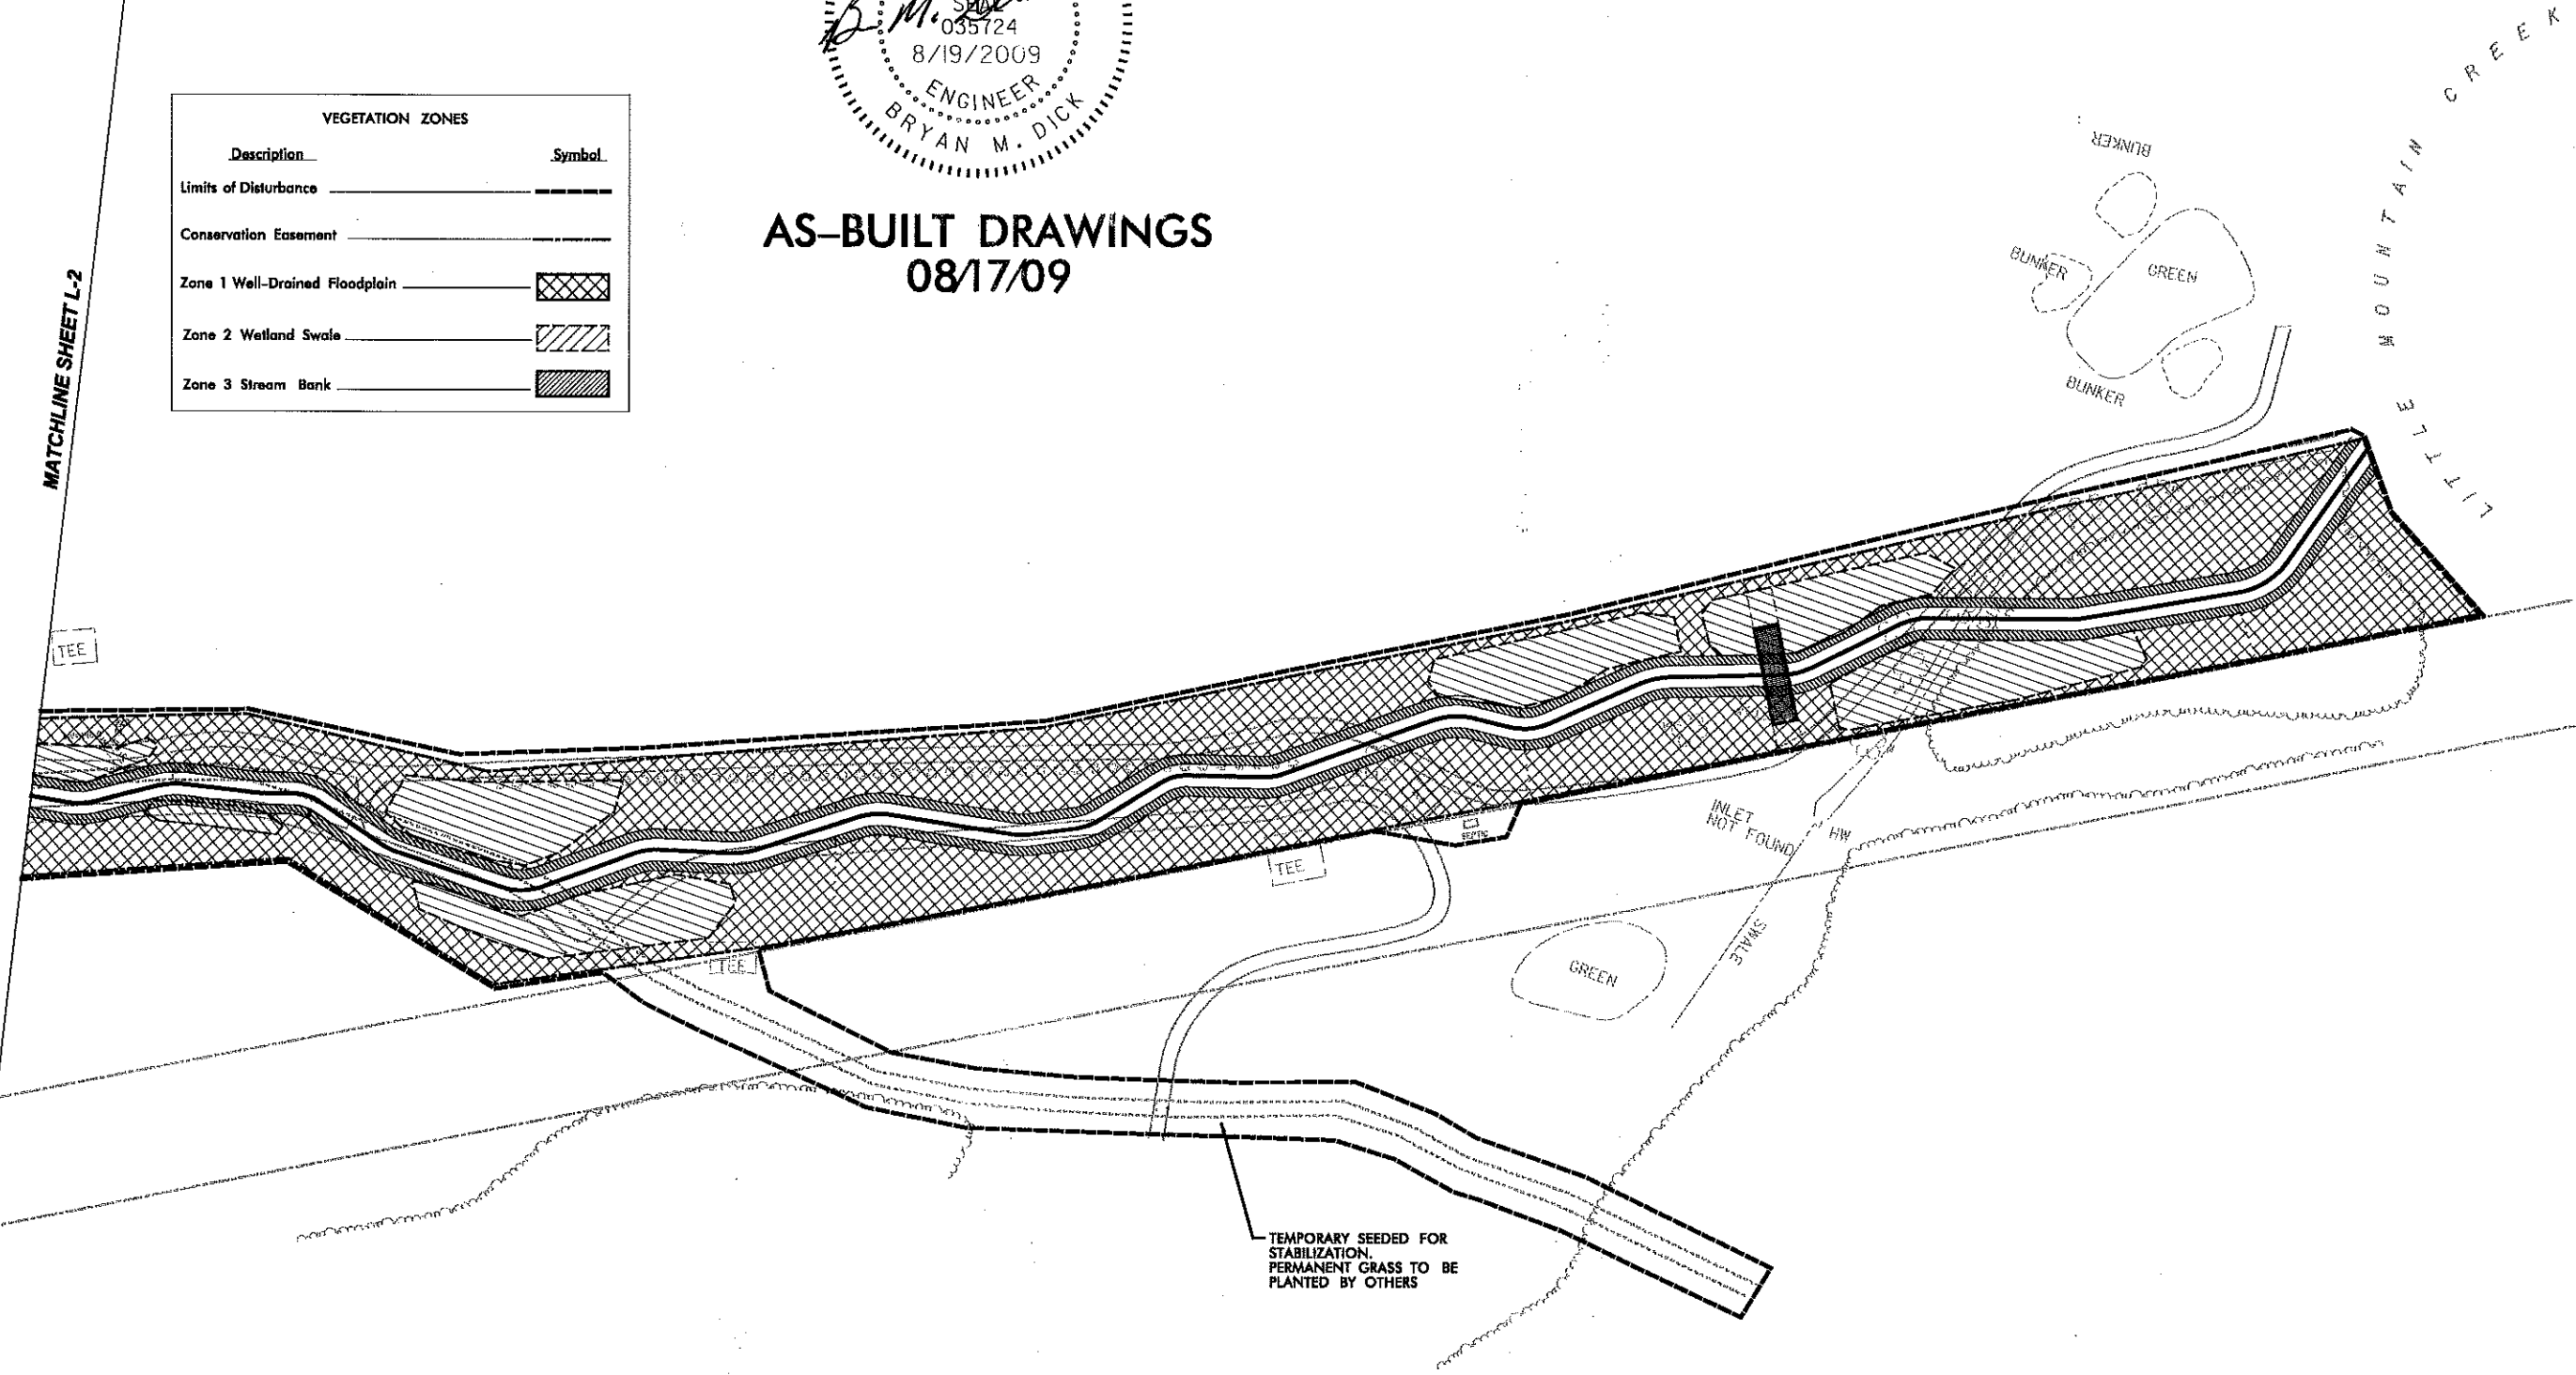 SEAL
035724
8/19/2009
ENGINEER
BRYAN M. DICK
AS-BUILT DRAWINGS
08/17/09
VEGETATION ZONES
Description Symbol
Limits of Disturbance
Conservation Easement
Zone 1 Well-Drained Floodplain
Zone 2 Wetland Swale
Zone 3 Stream Bank
MATCHLINE SHEET L-2
LITTLE MOUNTAIN CREEK
BUNKER
BUNKER
GREEN
BUNKER
TEE
TEE
TEE
SEPTIC
INLET
NOT FOUND
HW
SWALE
GREEN
TEMPORARY SEEDED FOR
STABILIZATION.
PERMANENT GRASS TO BE
PLANTED BY OTHERS